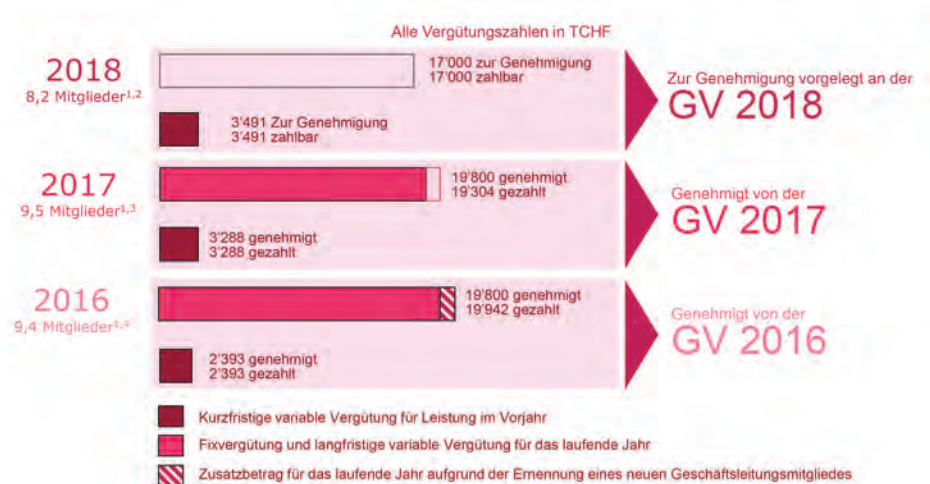 Alle Vergütungszahlen in TCHF
2018
8,2 Mitglieder1,2
17'000 zur Genehmigung
17'000 zahlbar
3'491 Zur Genehmigung
3'491 zahlbar
Zur Genehmigung vorgelegt an der
GV 2018
2017
9,5 Mitglieder1,3
19'800 genehmigt
19'304 gezahlt
3'288 genehmigt
3'288 gezahlt
Genehmigt von der
GV 2017
2016
9,4 Mitglieder
19'800 genehmigt
19'942 gezahlt
2'393 genehmigt
2'393 gezahlt
Genehmigt von der
GV 2016
Kurzfristige variable Vergütung für Leistung im Vorjahr
Fixvergütung und langfristige variable Vergütung für das laufende Jahr
Zusatzbetrag für das laufende Jahr aufgrund der Ernennung eines neuen Geschäftsleitungsmitgliedes